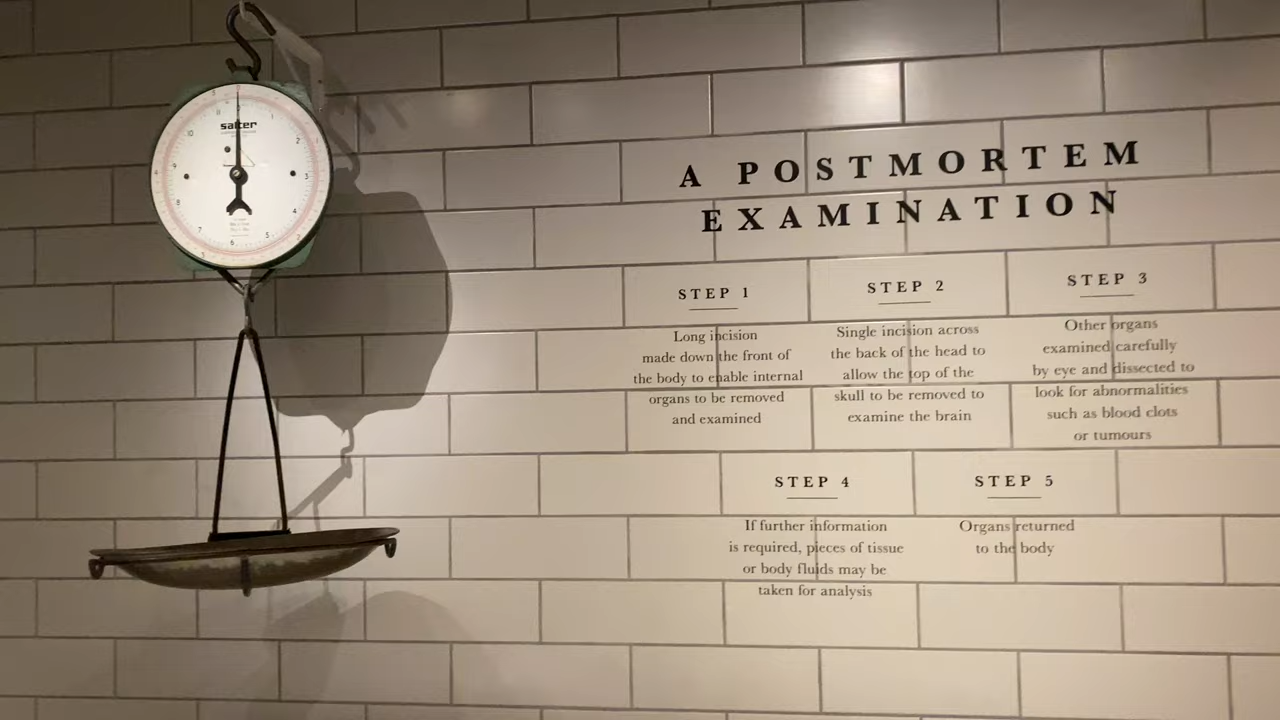 salter
A POSTMORTEM
EXAMINATION
STEP 1
Long incision
made down the front of
the body to enable internal
organs to be removed
and examined
STEP 2
Single incision across
the back of the head to
allow the top of the
skull to be removed to
examine the brain
STEP 3
Other organs
examined carefully
by eye and dissected to
look for abnormalities
such as blood clots
or tumours
STEP 4
If further information
is required, pieces of tissue
or body fluids may be
taken for analysis
STEP 5
Organs returned
to the body